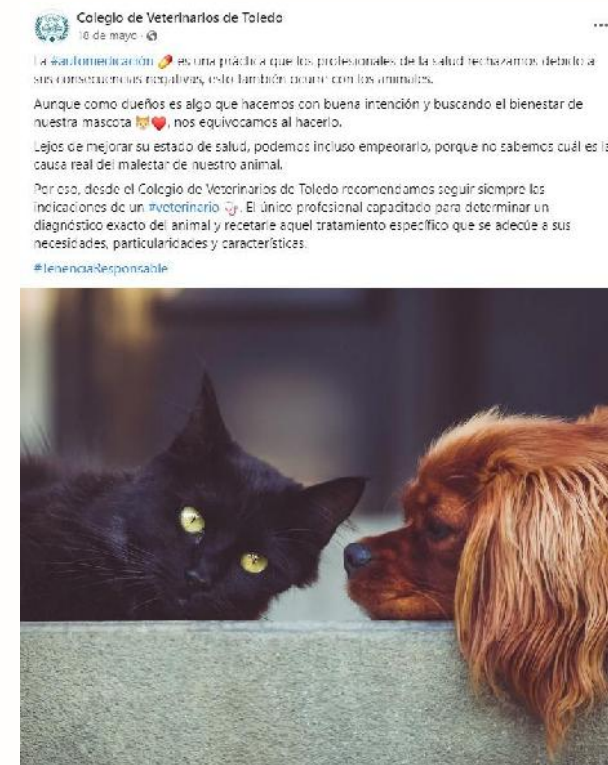 Colegio de Veterinarios de Toledo
18 de mayo ·
La #automedicación 💊 es una práctica que los profesionales de la salud rechazamos debido a
sus consecuencias negativas, esto también ocurre con los animales.
Aunque como dueños es algo que hacemos con buena intención y buscando el bienestar de
nuestra mascota 🐱❤️, nos equivocamos al hacerlo.
Lejos de mejorar su estado de salud, podemos incluso empeorarlo, porque no sabemos cuál es la
causa real del malestar de nuestro animal.
Por eso, desde el Colegio de Veterinarios de Toledo recomendamos seguir siempre las
indicaciones de un #veterinario 🩺. El único profesional capacitado para determinar un
diagnóstico exacto del animal y recetarle aquel tratamiento específico que se adecúe a sus
necesidades, particularidades y características.
#TenenciaResponsable